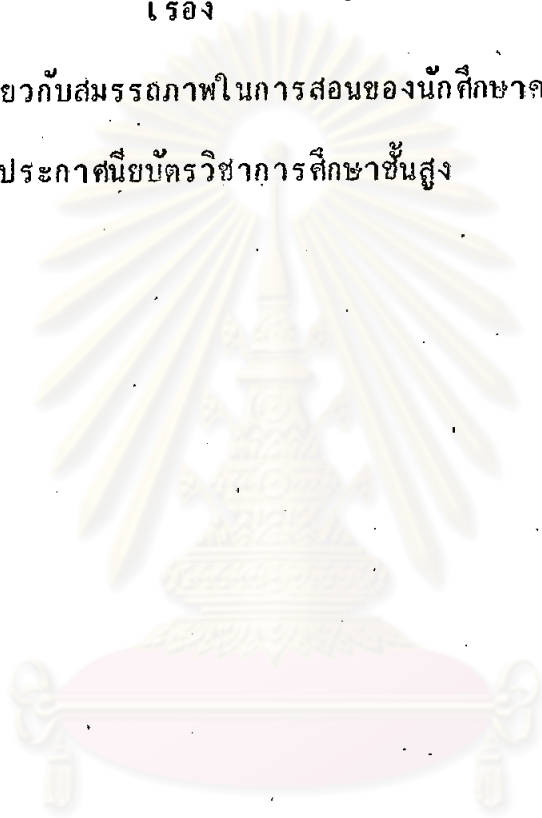 เรื่อง
ยวกับสมรรถภาพในการสอนของนักศึกษาค
ประกาศนียบัตรวิชาการศึกษาชั้นสูง